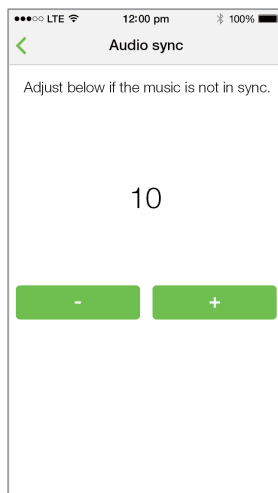 LTE 12:00 pm 100%
Audio sync
Adjust below if the music is not in sync.
10
- +